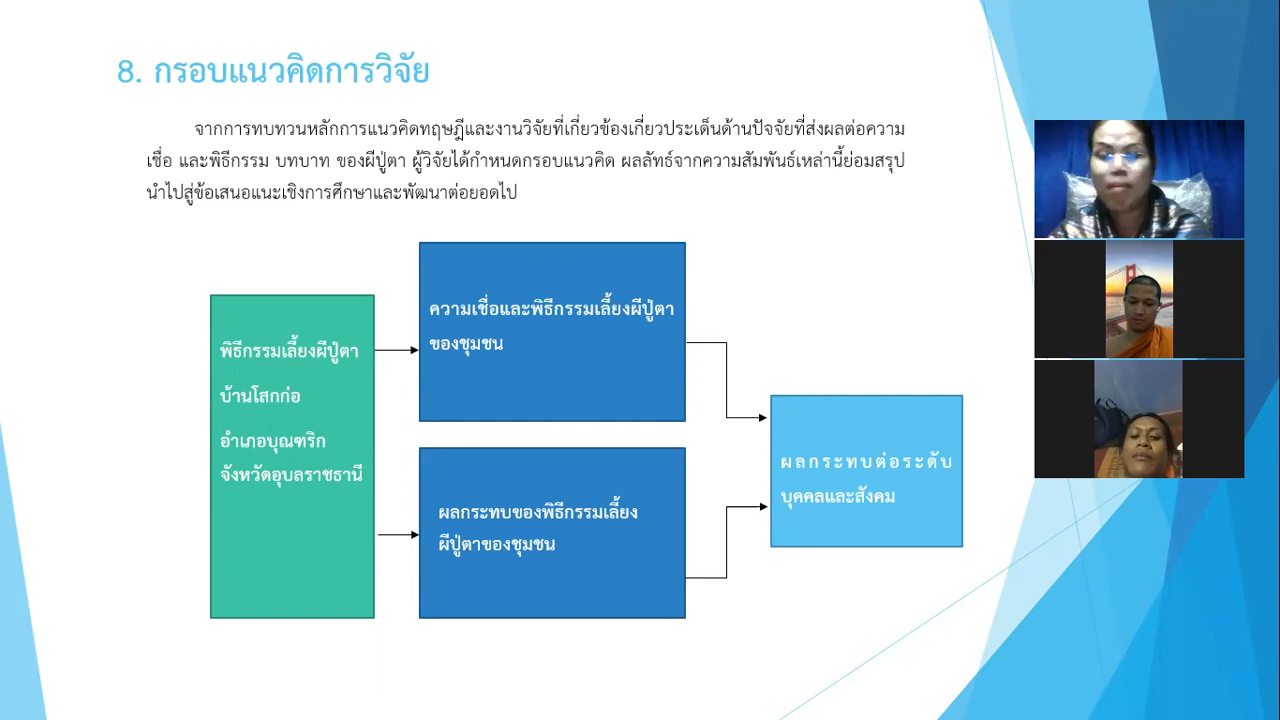 8. กรอบแนวคิดการวิจัย
จากการทบทวนหลักการแนวคิดทฤษฎีและงานวิจัยที่เกี่ยวข้องเกี่ยวประเด็นด้านปัจจัยที่ส่งผลต่อความ
เชื่อ และพิธีกรรม บทบาท ของผีปู่ตา ผู้วิจัยได้กำหนดกรอบแนวคิด ผลลัทธ์จากความสัมพันธ์เหล่านี้ย่อมสรุป
นำไปสู่ข้อเสนอแนะเชิงการศึกษาและพัฒนาต่อยอดไป
พิธีกรรมเลี้ยงผีปู่ตา
บ้านโสกก่อ
อำเภอบุณฑริก
จังหวัดอุบลราชธานี
ความเชื่อและพิธีกรรมเลี้ยงผีปู่ตา
ของชุมชน
ผลกระทบของพิธีกรรมเลี้ยง
ผีปู่ตาของชุมชน
ผลกระทบต่อระดับ
บุคคลและสังคม